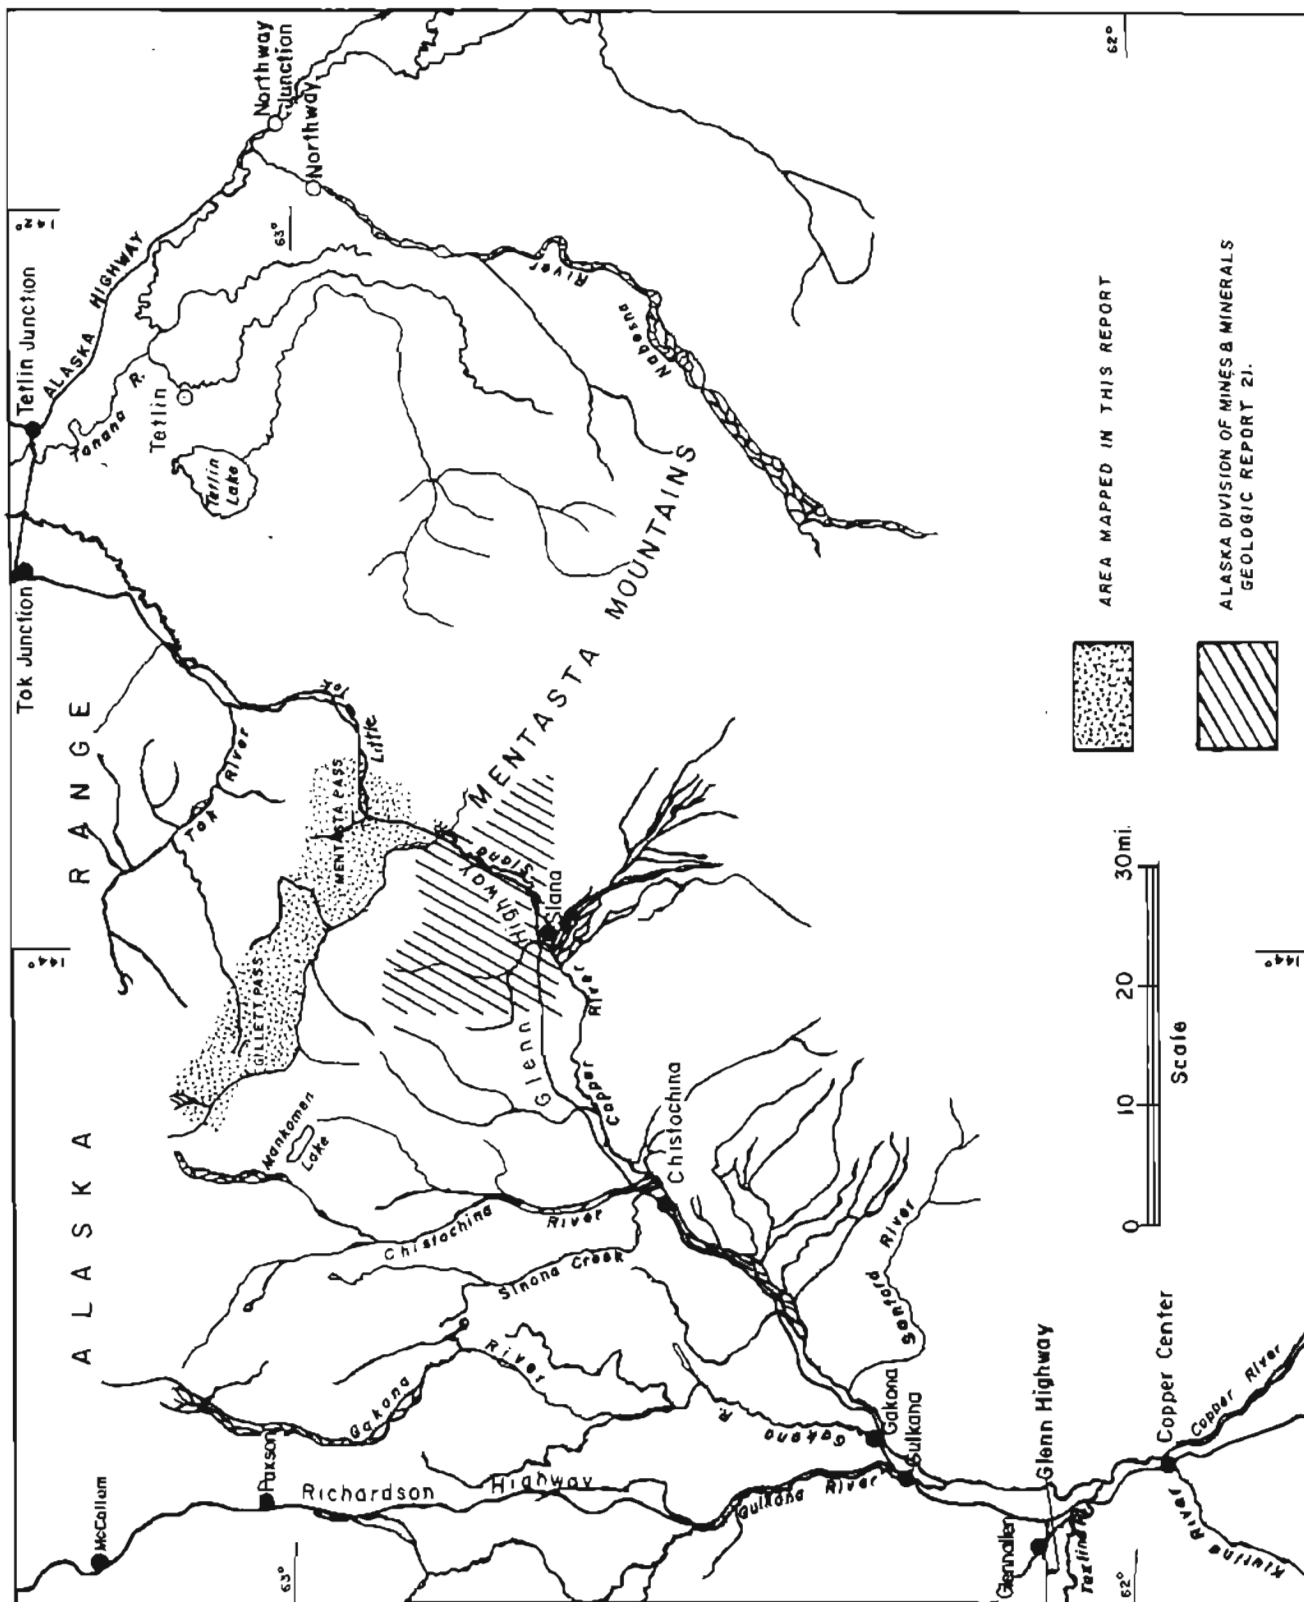 Northway
Junction
Northway
62°
142°
63°
ALASKA HIGHWAY
Tetlin Junction
Tanana R.
Tetlin
Tetlin
Lake
Nabesna River
Tok Junction
ALASKA RANGE
Tok River
Little Tok
MENTASTA PASS
MENTASTA MOUNTAINS
GILLETT PASS
144°
Slana
Highway
Slana
Glenn
Copper River
Mankomen
Lake
Chistochina
Chistochina River
Sinona Creek
Gakona River
Gakona R.
Sanford River
McCallum
Paxson
Richardson Highway
Gulkana River
Gakona
Gulkana
Glenn Highway
Glennallen
Tazlina R.
Copper Center
Copper River
Klutina River
63°
62°
144°
AREA MAPPED IN THIS REPORT
ALASKA DIVISION OF MINES & MINERALS
GEOLOGIC REPORT 21.
0 10 20 30mi.
Scale